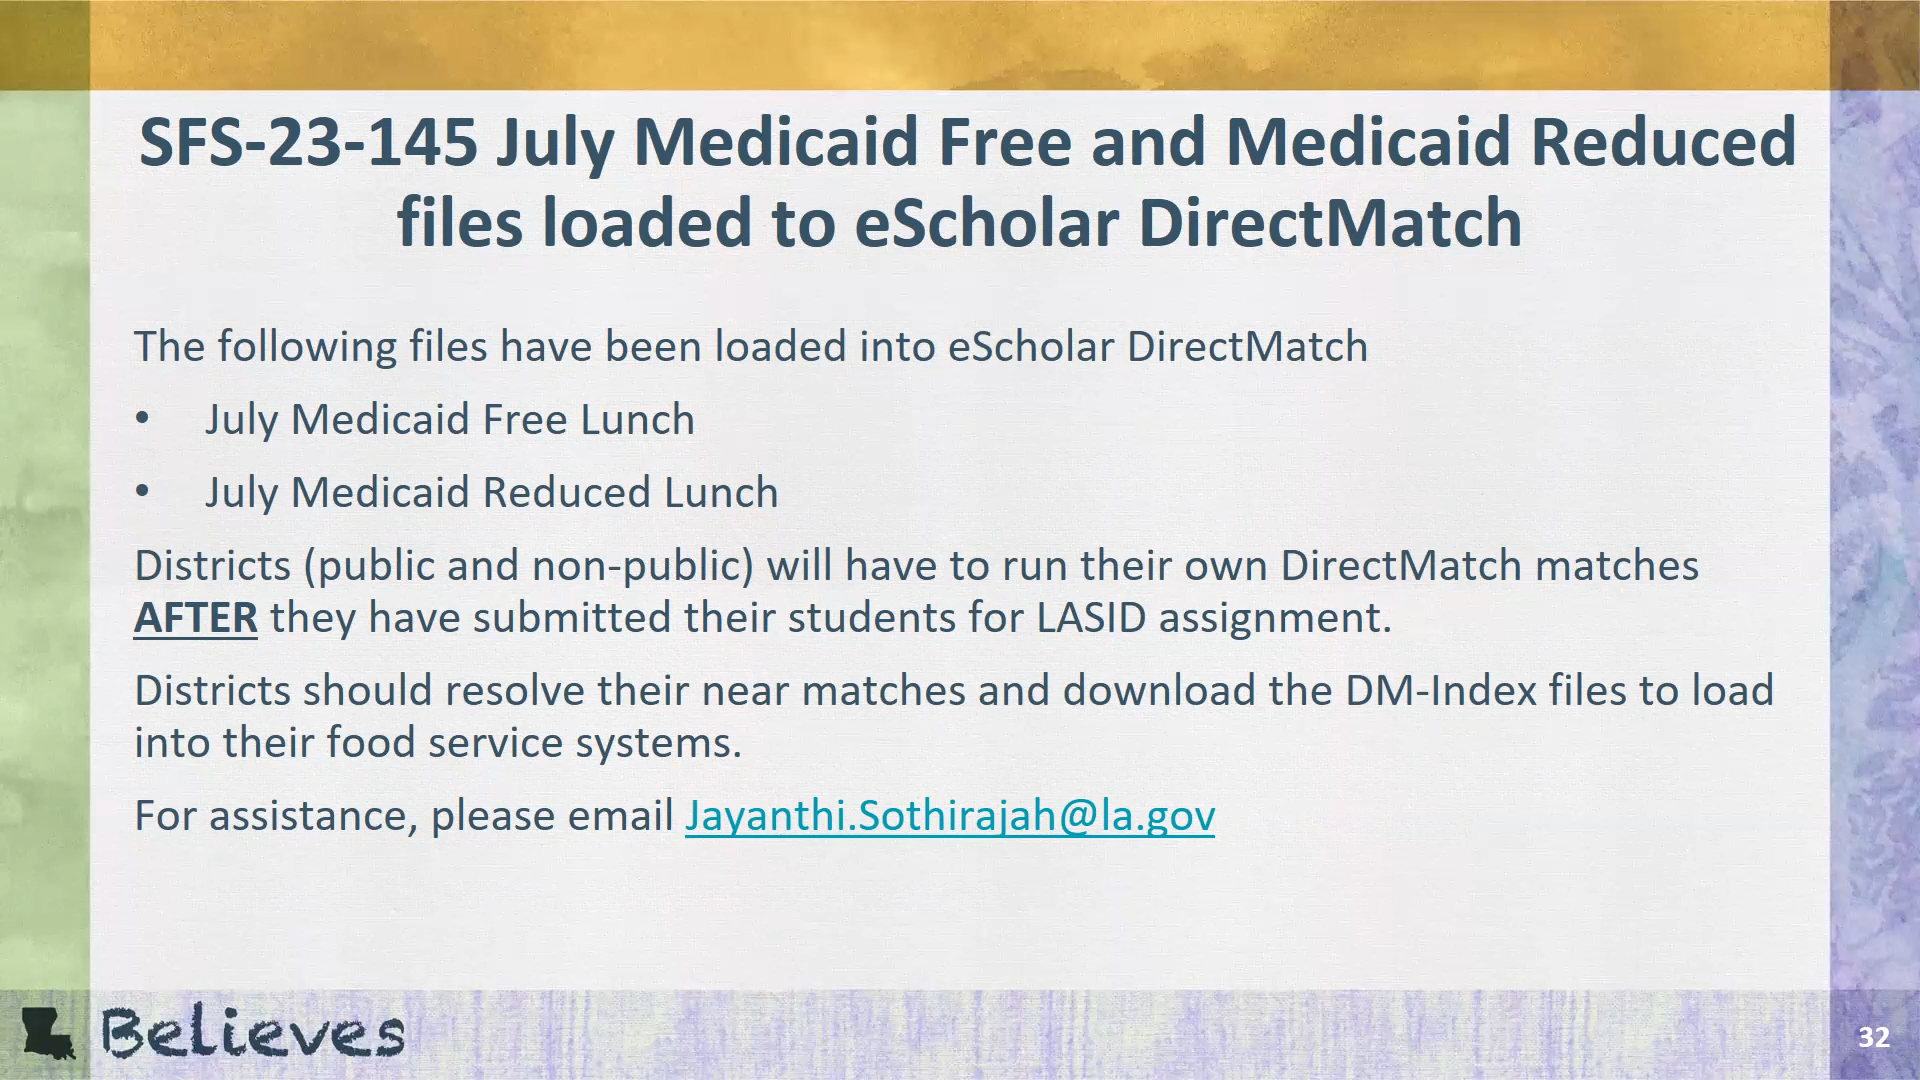 SFS-23-145 July Medicaid Free and Medicaid Reduced
files loaded to eScholar DirectMatch
The following files have been loaded into eScholar DirectMatch
• July Medicaid Free Lunch
• July Medicaid Reduced Lunch
Districts (public and non-public) will have to run their own DirectMatch matches
AFTER they have submitted their students for LASID assignment.
Districts should resolve their near matches and download the DM-Index files to load
into their food service systems.
For assistance, please email Jayanthi.Sothirajah@la.gov
Believes
32